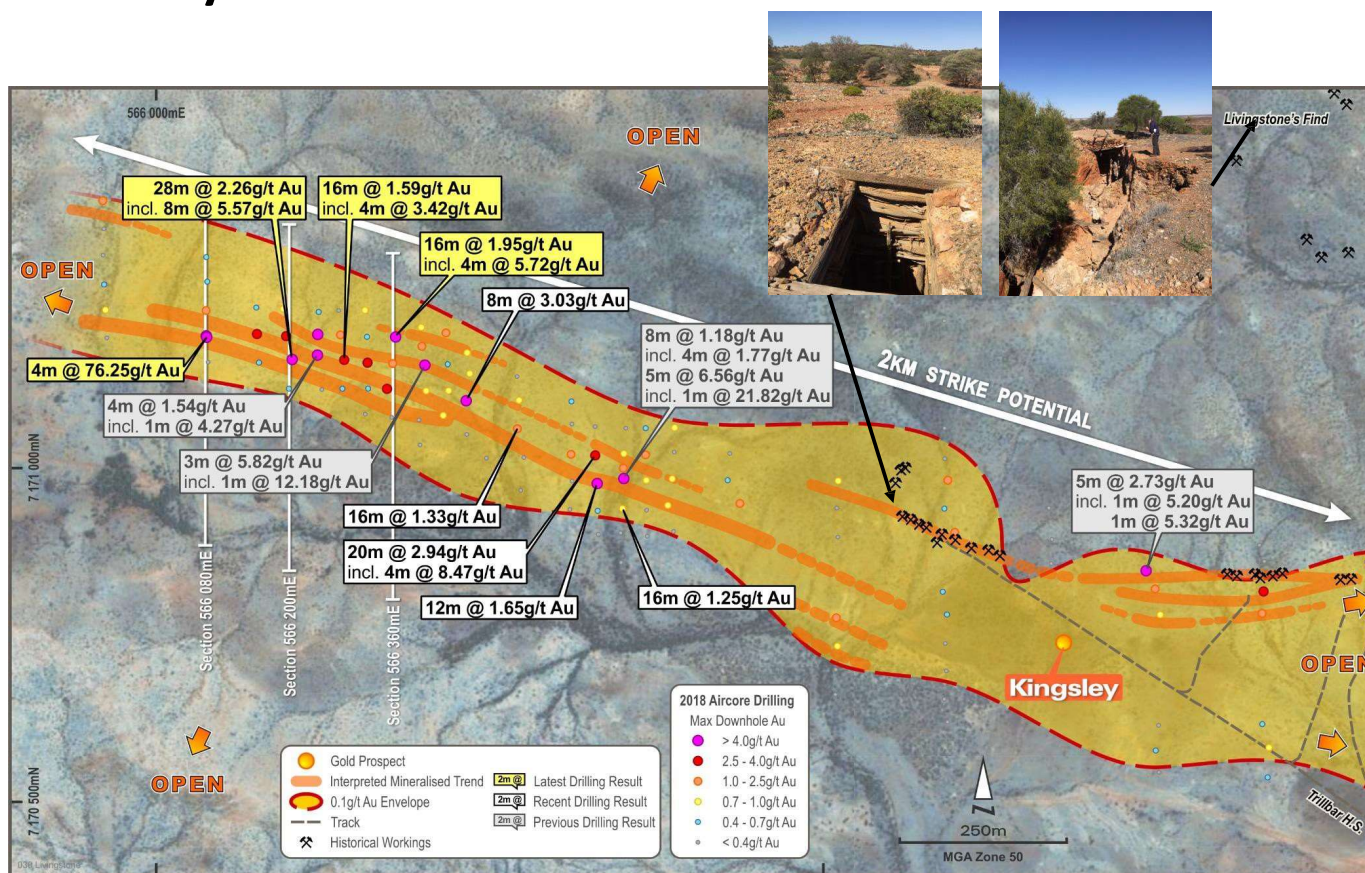 566 000mE
OPEN
Livingstone's Find
28m @ 2.26g/t Au
incl. 8m @ 5.57g/t Au
16m @ 1.59g/t Au
incl. 4m @ 3.42g/t Au
16m @ 1.95g/t Au
incl. 4m @ 5.72g/t Au
OPEN
8m @ 3.03g/t Au
8m @ 1.18g/t Au
incl. 4m @ 1.77g/t Au
5m @ 6.56g/t Au
incl. 1m @ 21.82g/t Au
2KM STRIKE POTENTIAL
4m @ 76.25g/t Au
4m @ 1.54g/t Au
incl. 1m @ 4.27g/t Au
3m @ 5.82g/t Au
incl. 1m @ 12.18g/t Au
7 171 000mN
5m @ 2.73g/t Au
incl. 1m @ 5.20g/t Au
1m @ 5.32g/t Au
16m @ 1.33g/t Au
20m @ 2.94g/t Au
incl. 4m @ 8.47g/t Au
12m @ 1.65g/t Au
16m @ 1.25g/t Au
Section 566 080mE
Section 566 200mE
Section 566 360mE
OPEN
Kingsley
OPEN
7 170 500mN
Gold Prospect
Interpreted Mineralised Trend
0.1g/t Au Envelope
Track
Historical Workings
2m @ Latest Drilling Result
2m @ Recent Drilling Result
2m @ Previous Drilling Result
2018 Aircore Drilling
Max Downhole Au
> 4.0g/t Au
2.5 - 4.0g/t Au
1.0 - 2.5g/t Au
0.7 - 1.0g/t Au
0.4 - 0.7g/t Au
< 0.4g/t Au
N
250m
MGA Zone 50
Trillbar H.S.